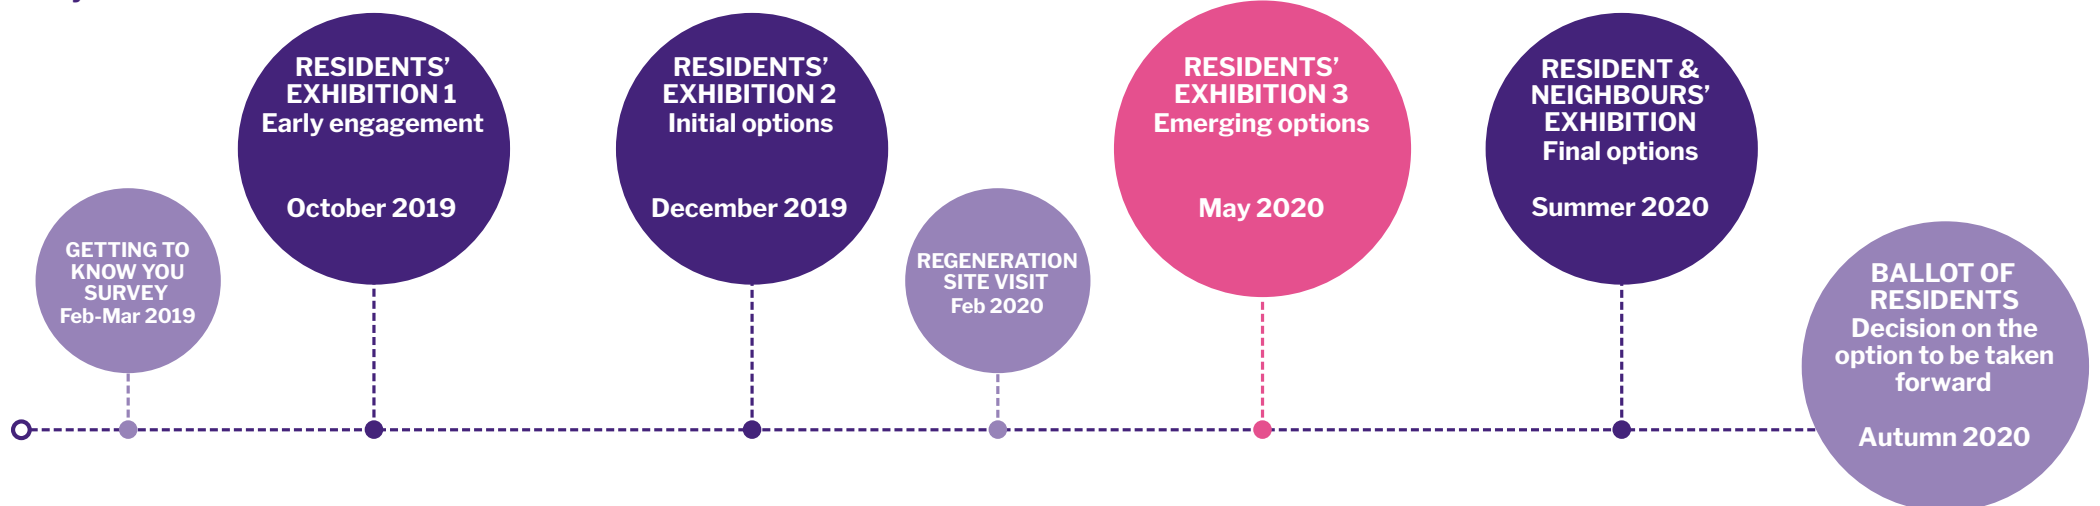 GETTING TO
KNOW YOU
SURVEY
Feb-Mar 2019
RESIDENTS’
EXHIBITION 1
Early engagement
October 2019
RESIDENTS’
EXHIBITION 2
Initial options
December 2019
REGENERATION
SITE VISIT
Feb 2020
RESIDENTS’
EXHIBITION 3
Emerging options
May 2020
RESIDENT &
NEIGHBOURS’
EXHIBITION
Final options
Summer 2020
BALLOT OF
RESIDENTS
Decision on the
option to be taken
forward
Autumn 2020